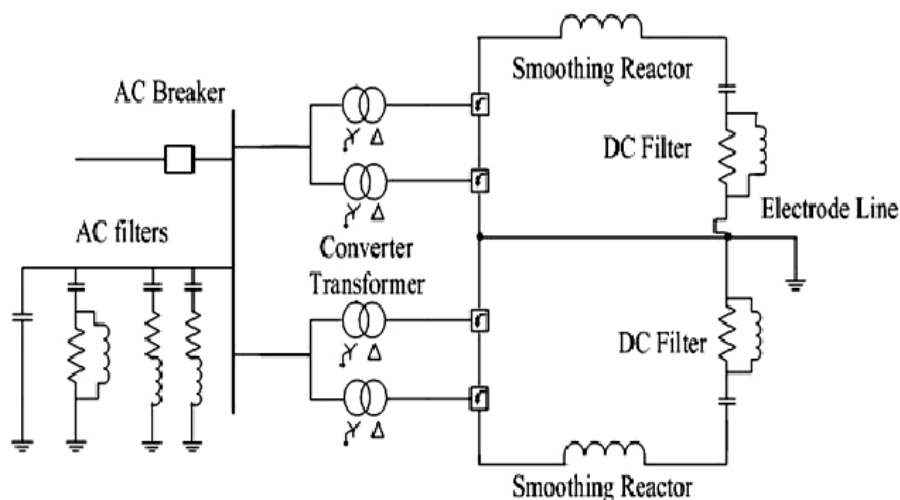 Smoothing Reactor
AC Breaker
DC Filter
Electrode Line
AC filters
Converter
Transformer
DC Filter
Smoothing Reactor
Δ
Δ
Δ
Δ